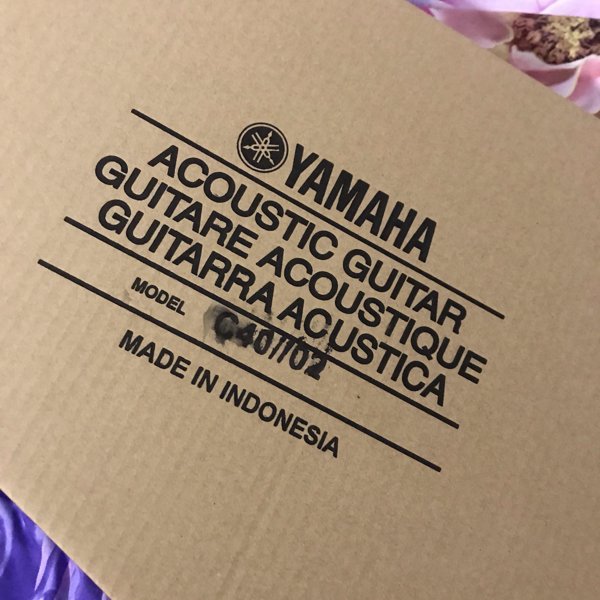 YAMAHA
ACOUSTIC GUITAR
GUITARE ACOUSTIQUE
GUITARRA ACUSTICA
MODEL C40//02
MADE IN INDONESIA